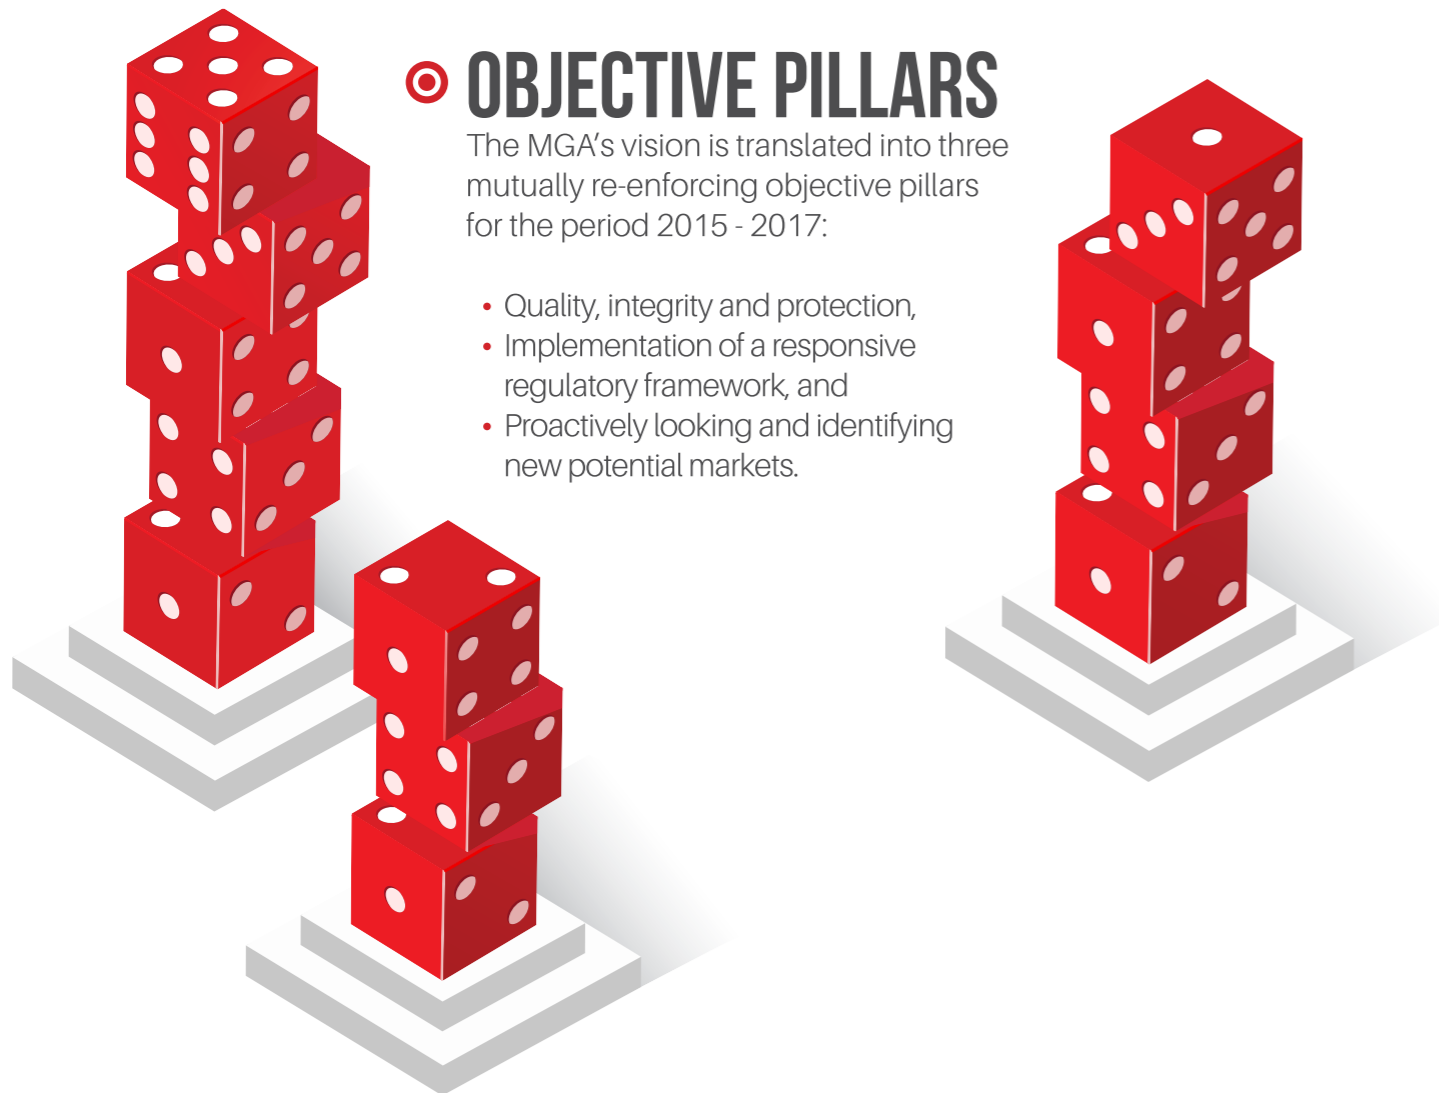 OBJECTIVE PILLARS
The MGA’s vision is translated into three
mutually re-enforcing objective pillars
for the period 2015 - 2017:
• Quality, integrity and protection,
• Implementation of a responsive
regulatory framework, and
• Proactively looking and identifying
new potential markets.